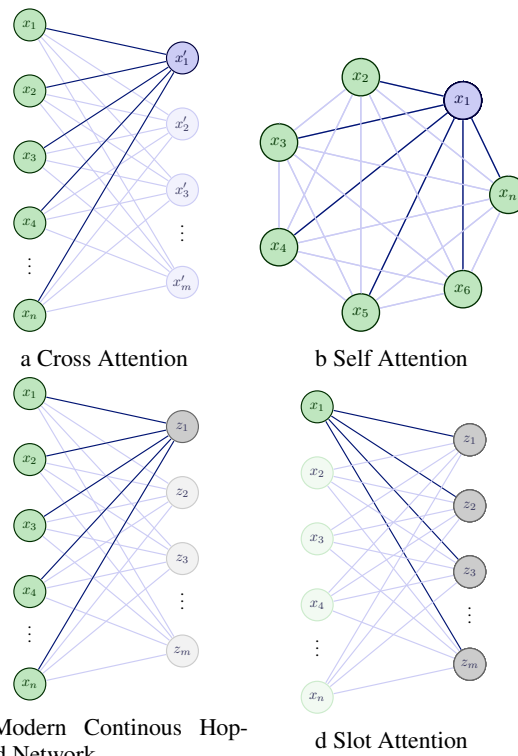 x₁
x₂
x₃
x₄
⋮
xₙ
x′₁
x′₂
x′₃
⋮
x′ₘ
a Cross Attention
x₁
x₂
x₃
x₄
x₅
x₆
xₙ
b Self Attention
x₁
x₂
x₃
x₄
⋮
xₙ
z₁
z₂
z₃
⋮
zₘ
Modern Continous Hop-
d Network
x₁
x₂
x₃
x₄
⋮
xₙ
z₁
z₂
z₃
⋮
zₘ
d Slot Attention